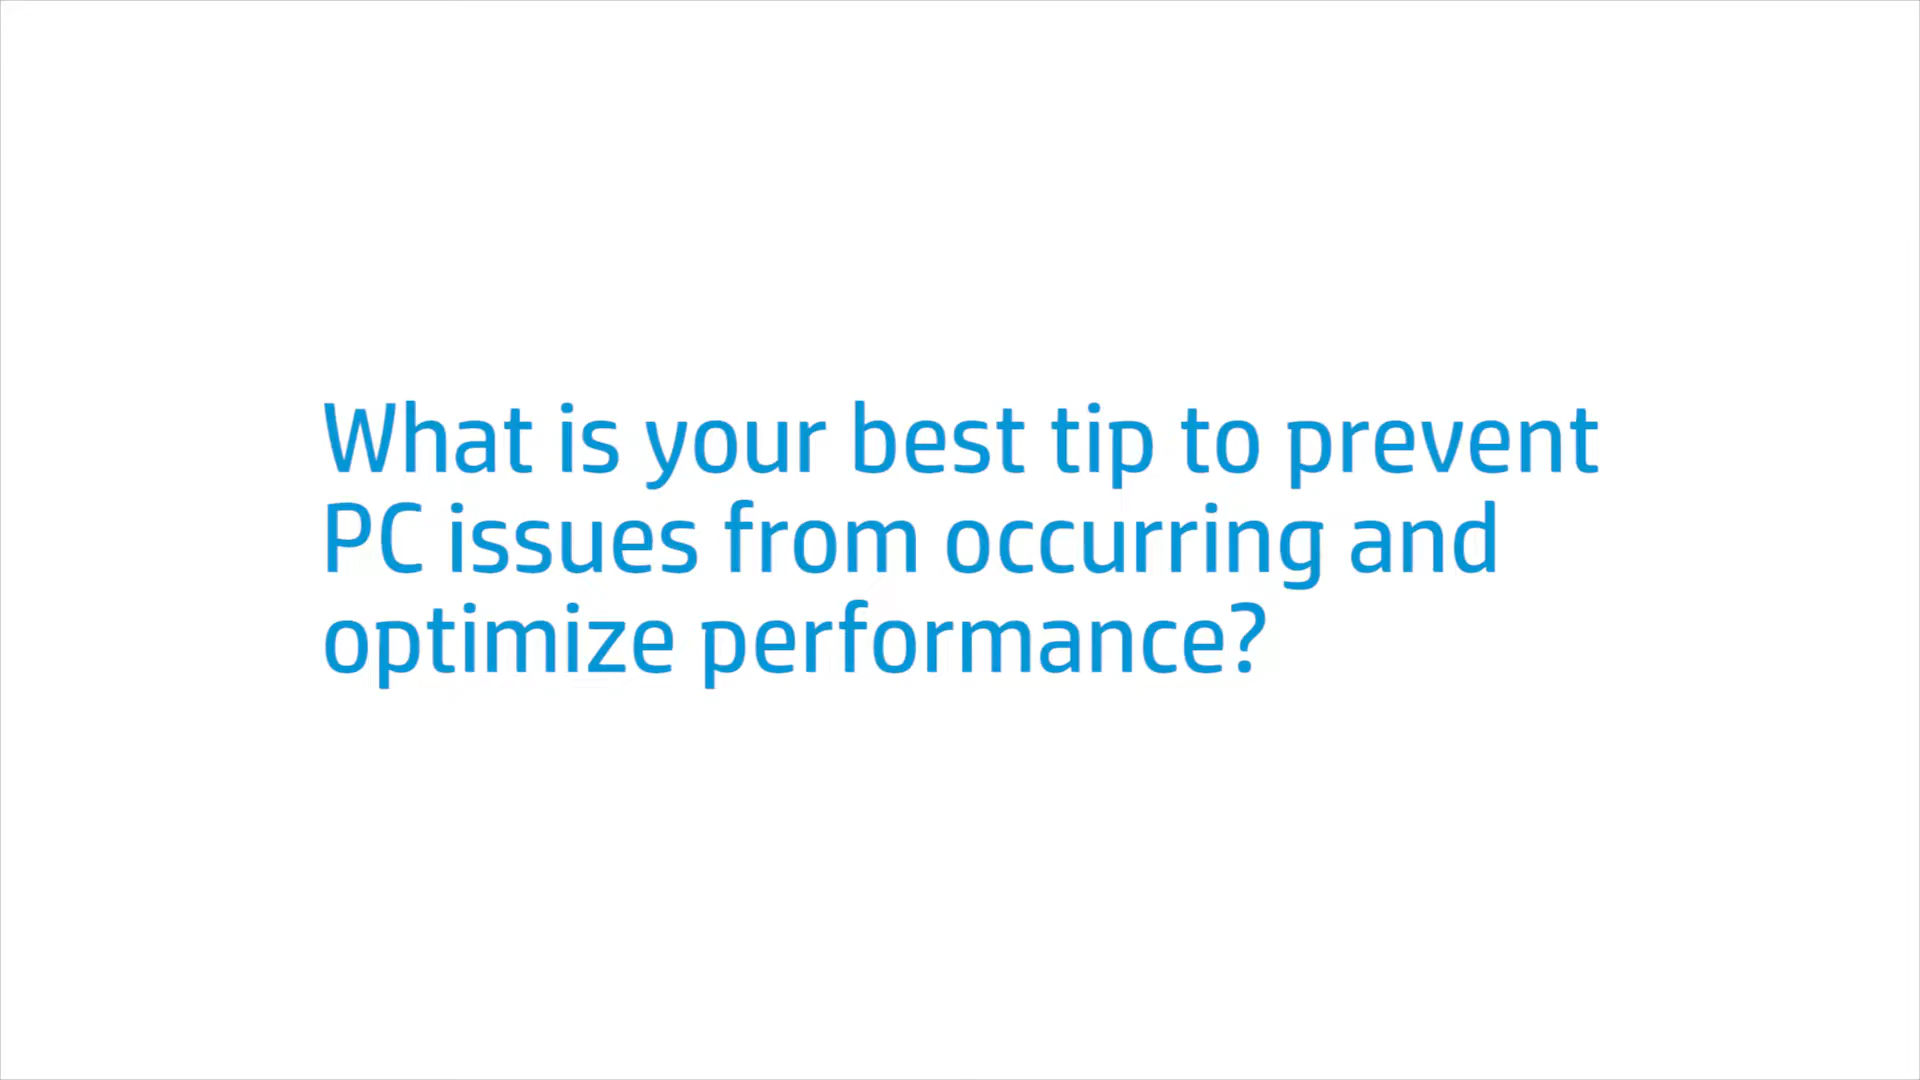 What is your best tip to prevent
PC issues from occurring and
optimize performance?